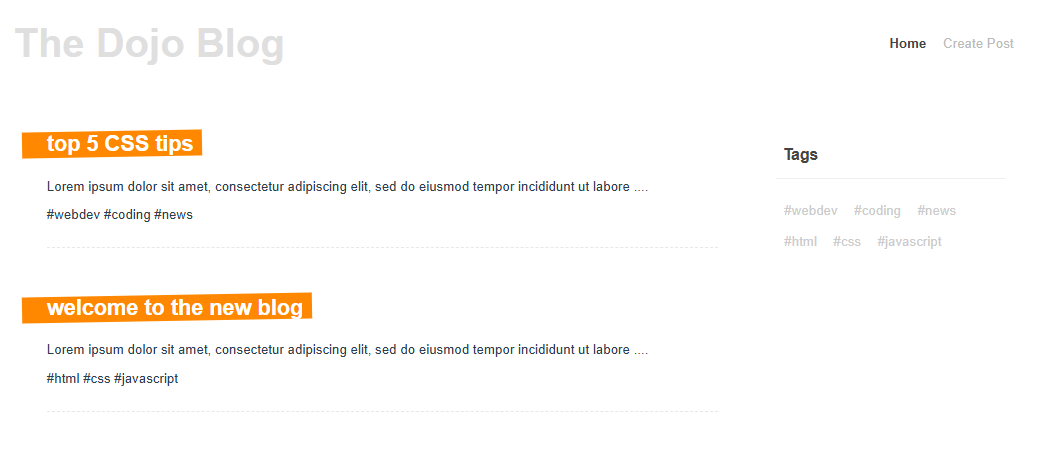 The Dojo Blog
Home Create Post
top 5 CSS tips
Lorem ipsum dolor sit amet, consectetur adipiscing elit, sed do eiusmod tempor incididunt ut labore ....
#webdev #coding #news
welcome to the new blog
Lorem ipsum dolor sit amet, consectetur adipiscing elit, sed do eiusmod tempor incididunt ut labore ....
#html #css #javascript
Tags
#webdev #coding #news
#html #css #javascript